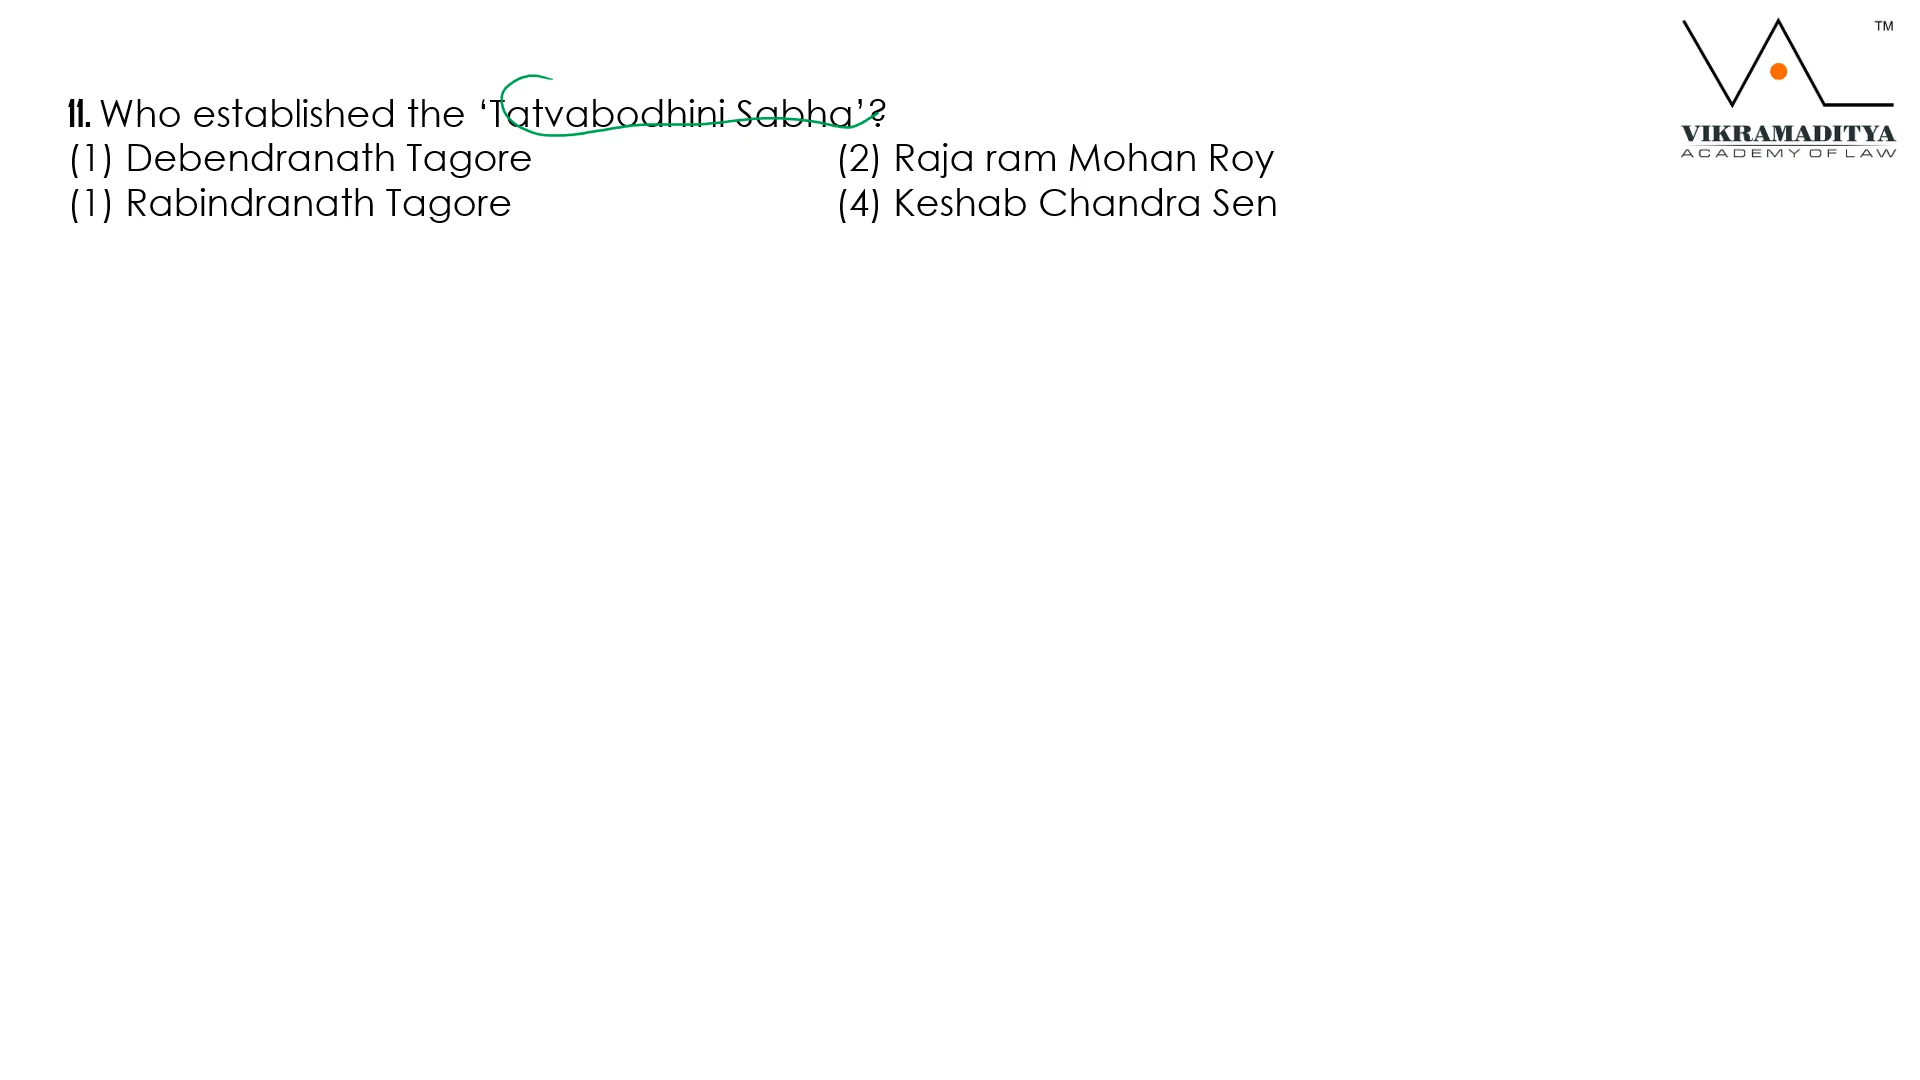 11. Who established the ‘Tatvabodhini Sabha’?
(1) Debendranath Tagore (2) Raja ram Mohan Roy
(1) Rabindranath Tagore (4) Keshab Chandra Sen
TM
VIKRAMADITYA
ACADEMY OF LAW